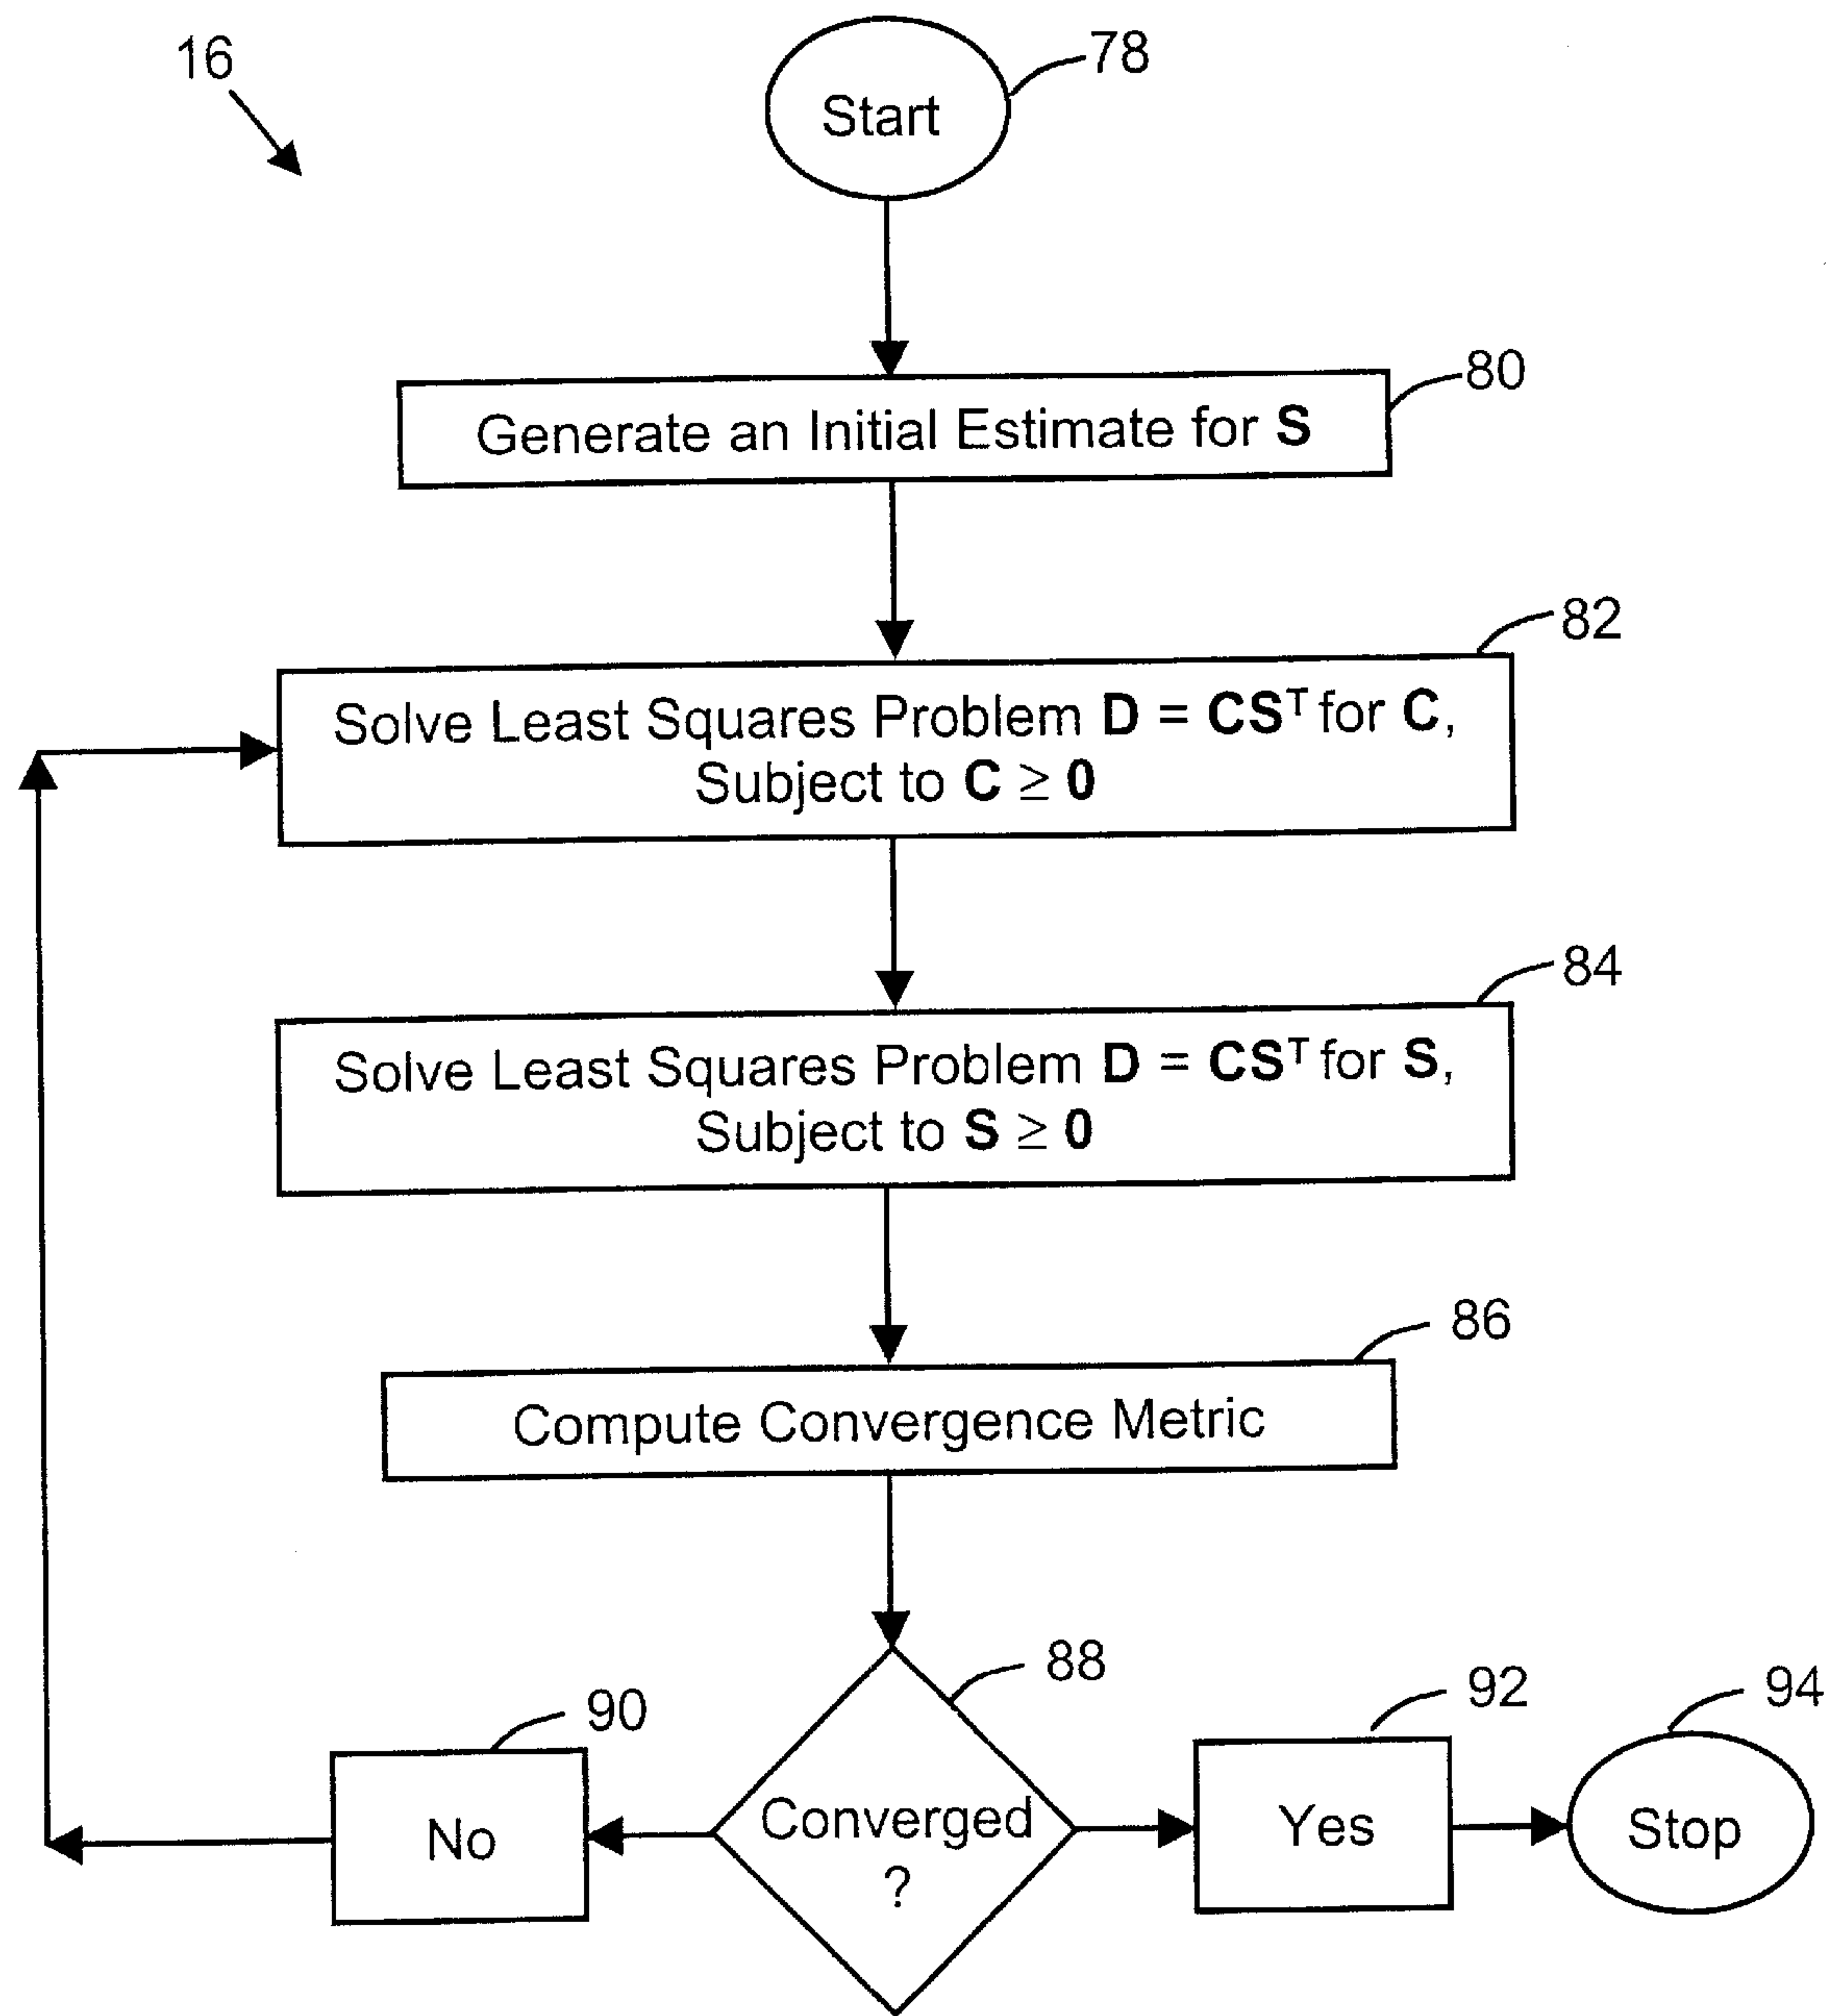 16
78
Start
80
Generate an Initial Estimate for S
82
Solve Least Squares Problem D = CSᵀ for C,
Subject to C ≥ 0
84
Solve Least Squares Problem D = CSᵀ for S,
Subject to S ≥ 0
86
Compute Convergence Metric
88
Converged
?
90
No
92
Yes
94
Stop